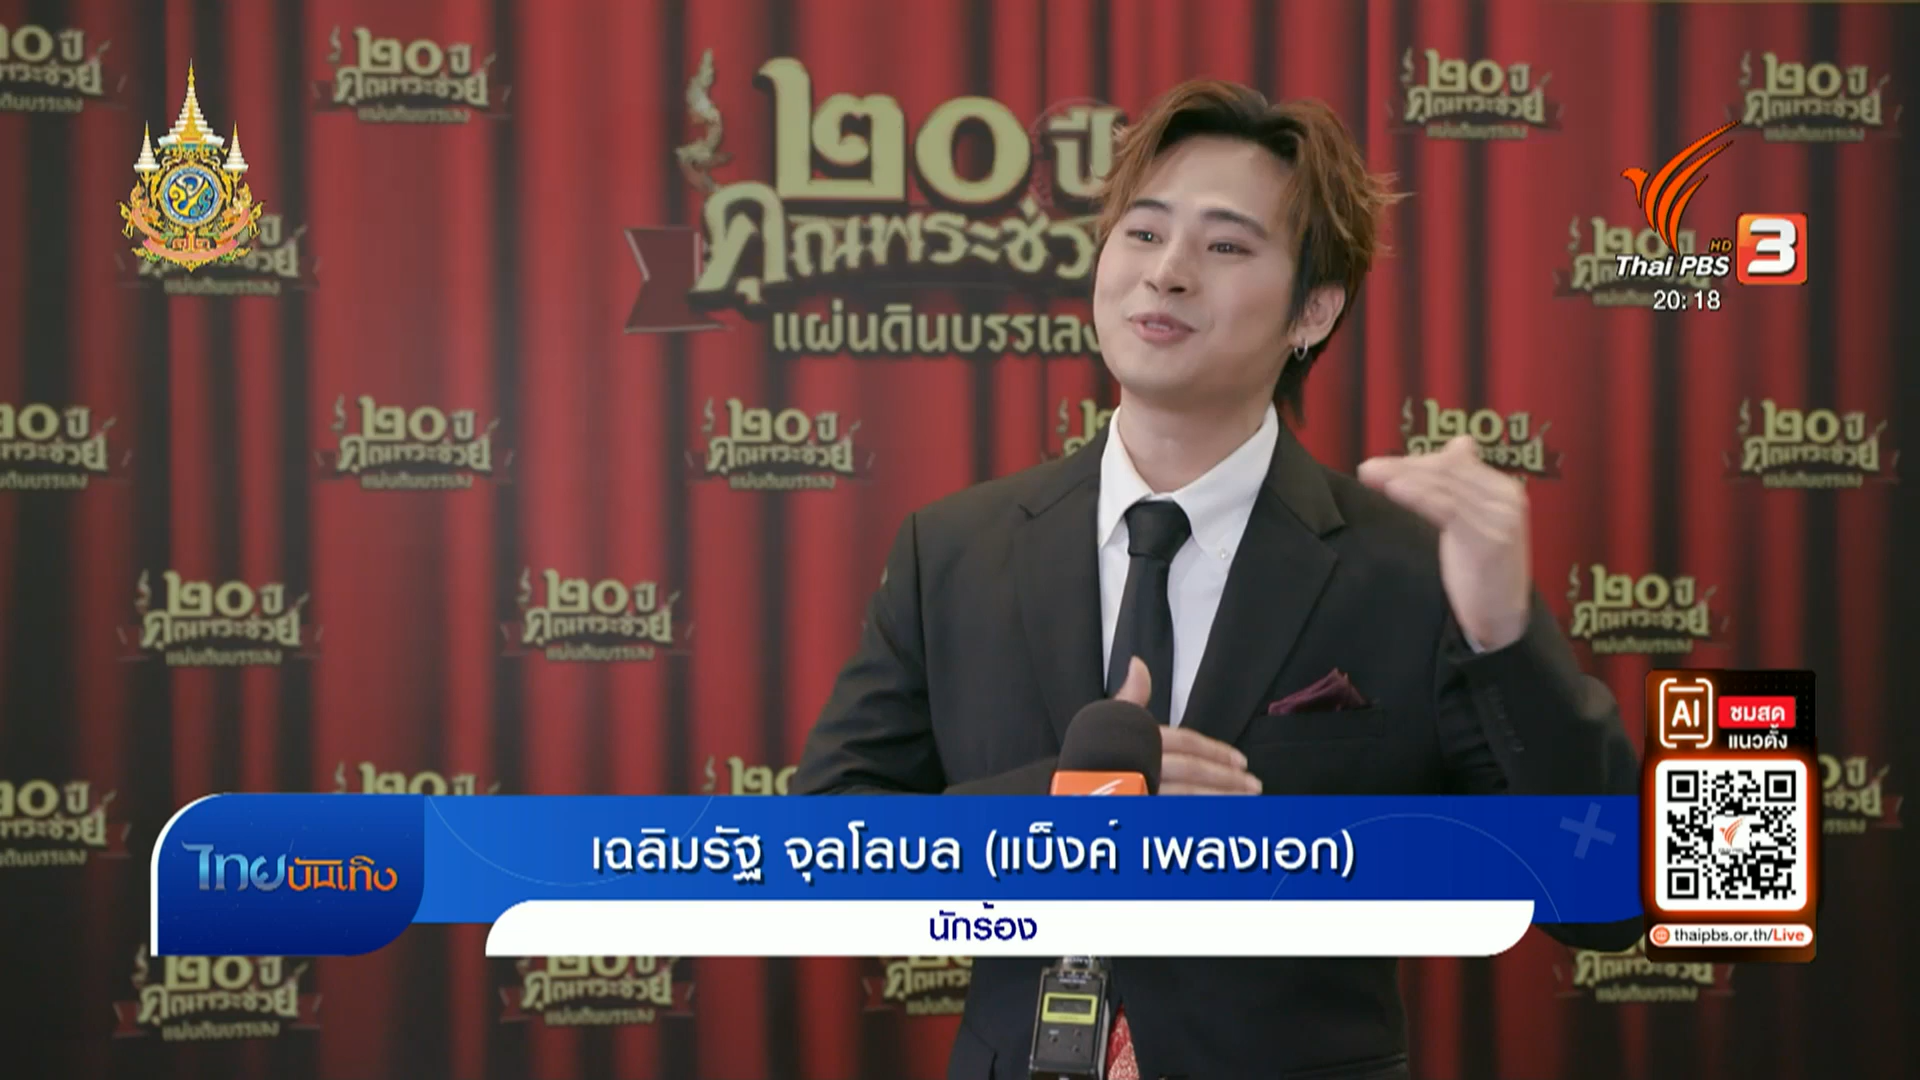 ๒๐ ปี
คุณพระช่วย
แผ่นดินบรรเลง
Thai PBS HD 3
20:18
AI ชมสด
แนวตั้ง
thaipbs.or.th/Live
ไทยบันเทิง
เฉลิมรัฐ จุลโลบล (แบ็งค์ เพลงเอก)
นักร้อง